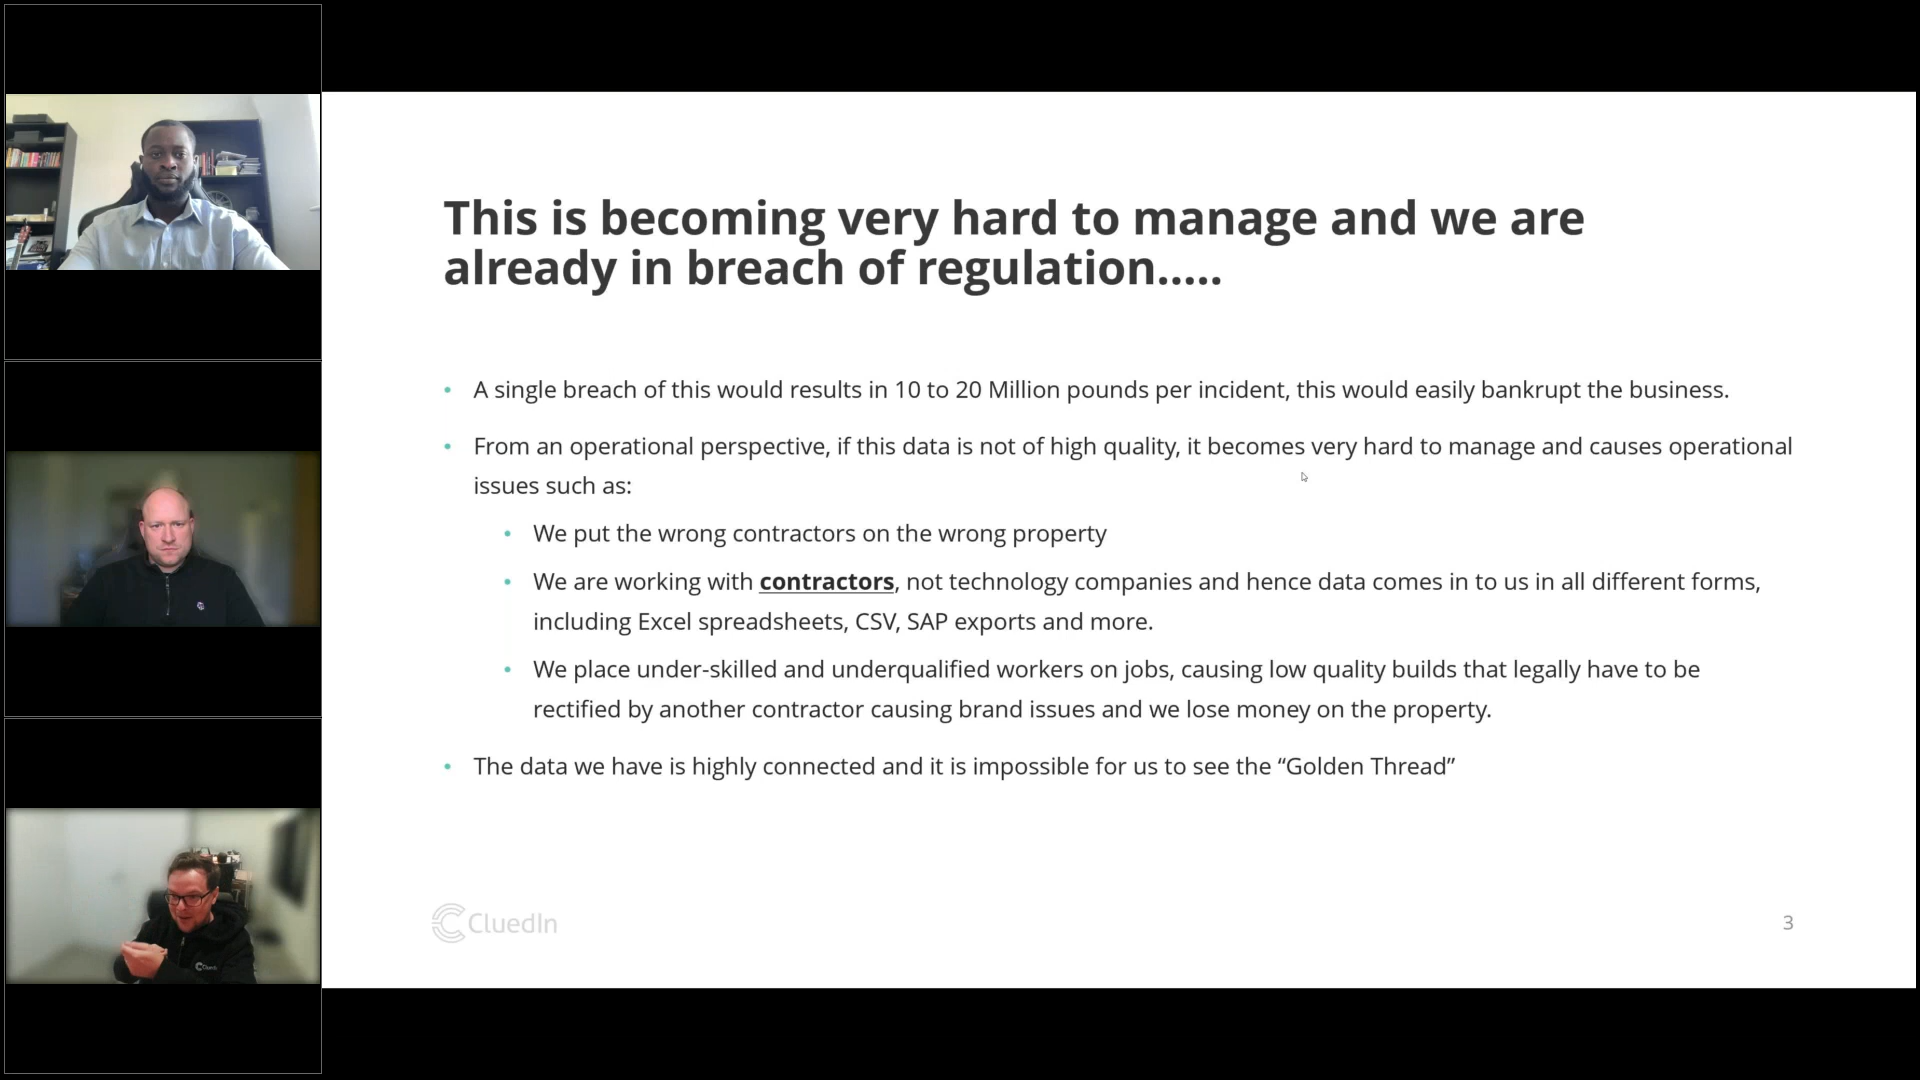 This is becoming very hard to manage and we are
already in breach of regulation.....
• A single breach of this would results in 10 to 20 Million pounds per incident, this would easily bankrupt the business.
• From an operational perspective, if this data is not of high quality, it becomes very hard to manage and causes operational
issues such as:
• We put the wrong contractors on the wrong property
• We are working with contractors, not technology companies and hence data comes in to us in all different forms,
including Excel spreadsheets, CSV, SAP exports and more.
• We place under-skilled and underqualified workers on jobs, causing low quality builds that legally have to be
rectified by another contractor causing brand issues and we lose money on the property.
• The data we have is highly connected and it is impossible for us to see the “Golden Thread”
CluedIn
3